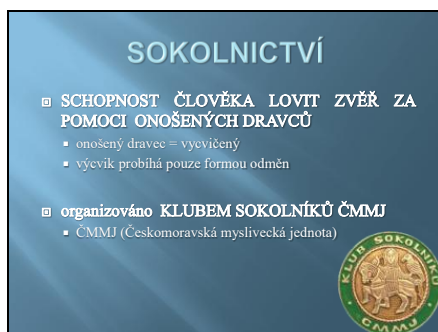 SOKOLNICTVÍ
SCHOPNOST ČLOVĚKA LOVIT ZVĚŘ ZA
POMOCI ONOŠENÝCH DRAVCŮ
onošený dravec = vycvičený
výcvik probíhá pouze formou odměn
organizováno KLUBEM SOKOLNÍKŮ ČMMJ
ČMMJ (Českomoravská myslivecká jednota)
KLUB SOKOLNÍKŮ
ČMMJ